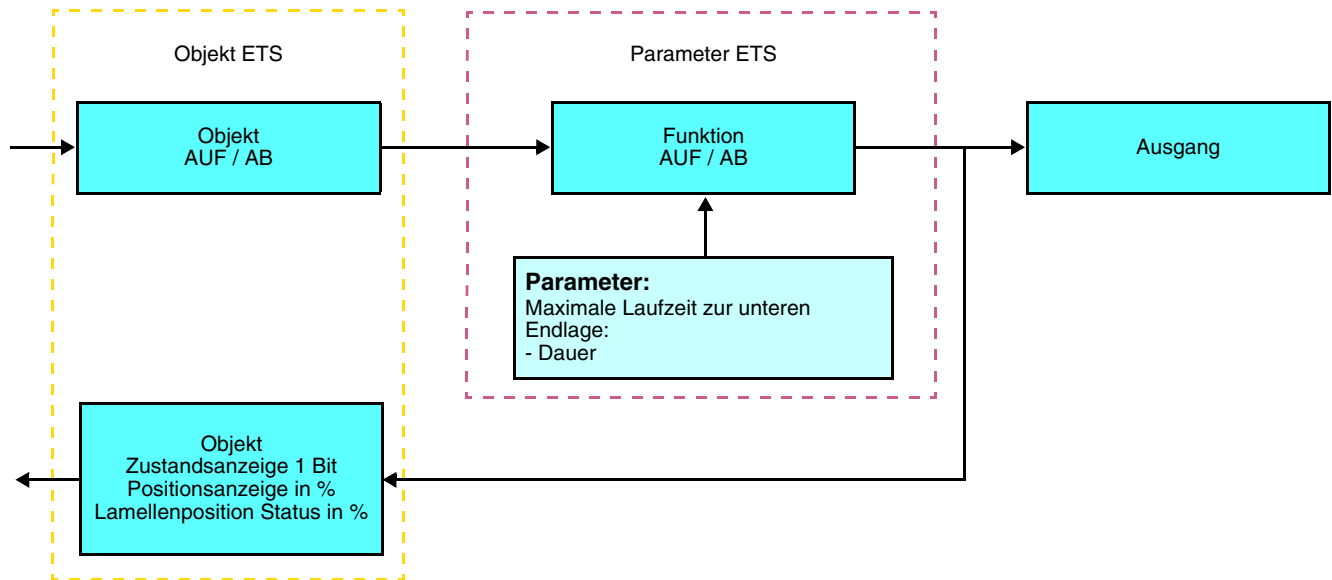 Objekt ETS
Parameter ETS
Objekt
AUF / AB
Funktion
AUF / AB
Ausgang
Parameter:
Maximale Laufzeit zur unteren
Endlage:
- Dauer
Objekt
Zustandsanzeige 1 Bit
Positionsanzeige in %
Lamellenposition Status in %